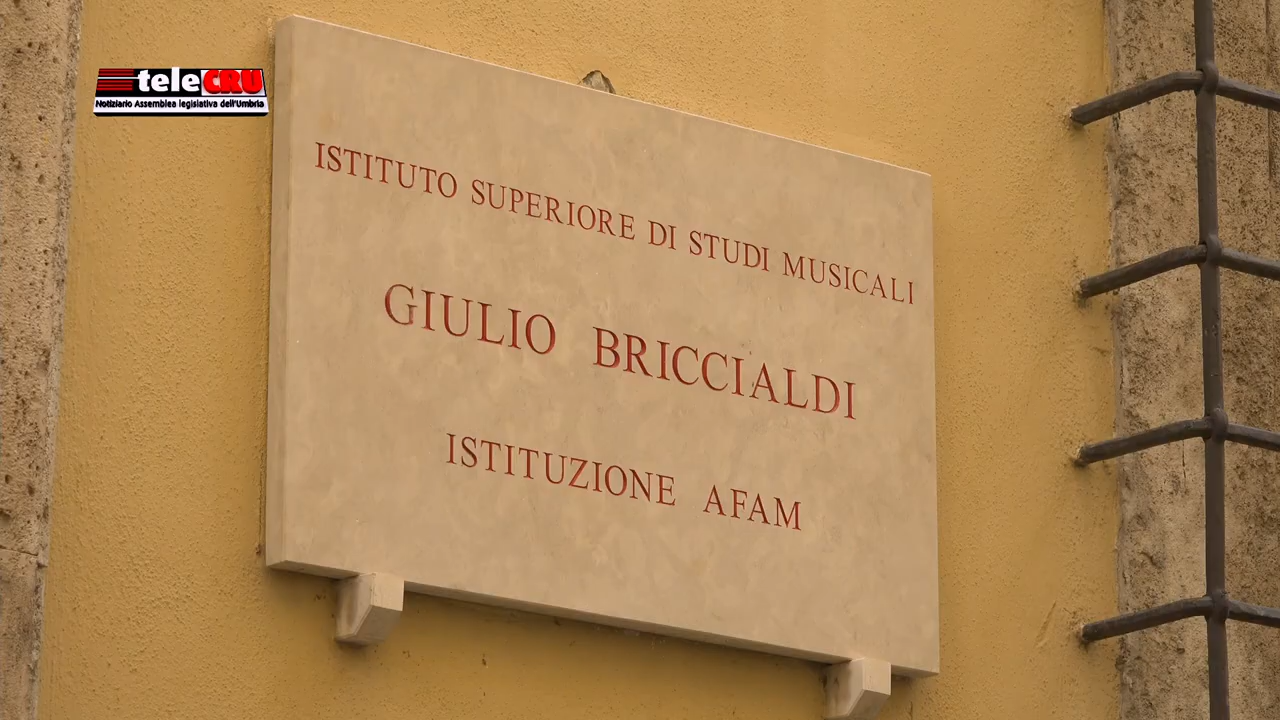 teleCRU
Notiziario Assemblea legislativa dell'Umbria
ISTITUTO SUPERIORE DI STUDI MUSICALI
GIULIO BRICCIALDI
ISTITUZIONE AFAM